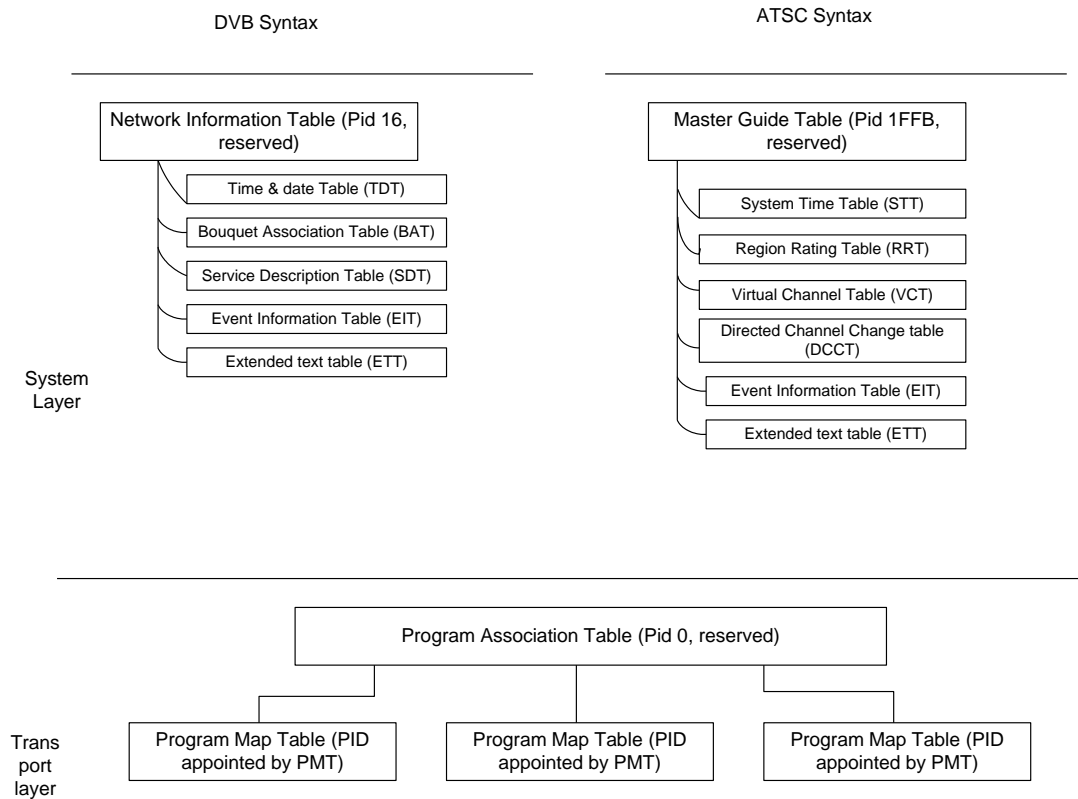 DVB Syntax
ATSC Syntax
Network Information Table (Pid 16,
reserved)
Time & date Table (TDT)
Bouquet Association Table (BAT)
Service Description Table (SDT)
Event Information Table (EIT)
Extended text table (ETT)
Master Guide Table (Pid 1FFB,
reserved)
System Time Table (STT)
Region Rating Table (RRT)
Virtual Channel Table (VCT)
Directed Channel Change table
(DCCT)
Event Information Table (EIT)
Extended text table (ETT)
System
Layer
Program Association Table (Pid 0, reserved)
Program Map Table (PID
appointed by PMT)
Program Map Table (PID
appointed by PMT)
Program Map Table (PID
appointed by PMT)
Trans
port
layer